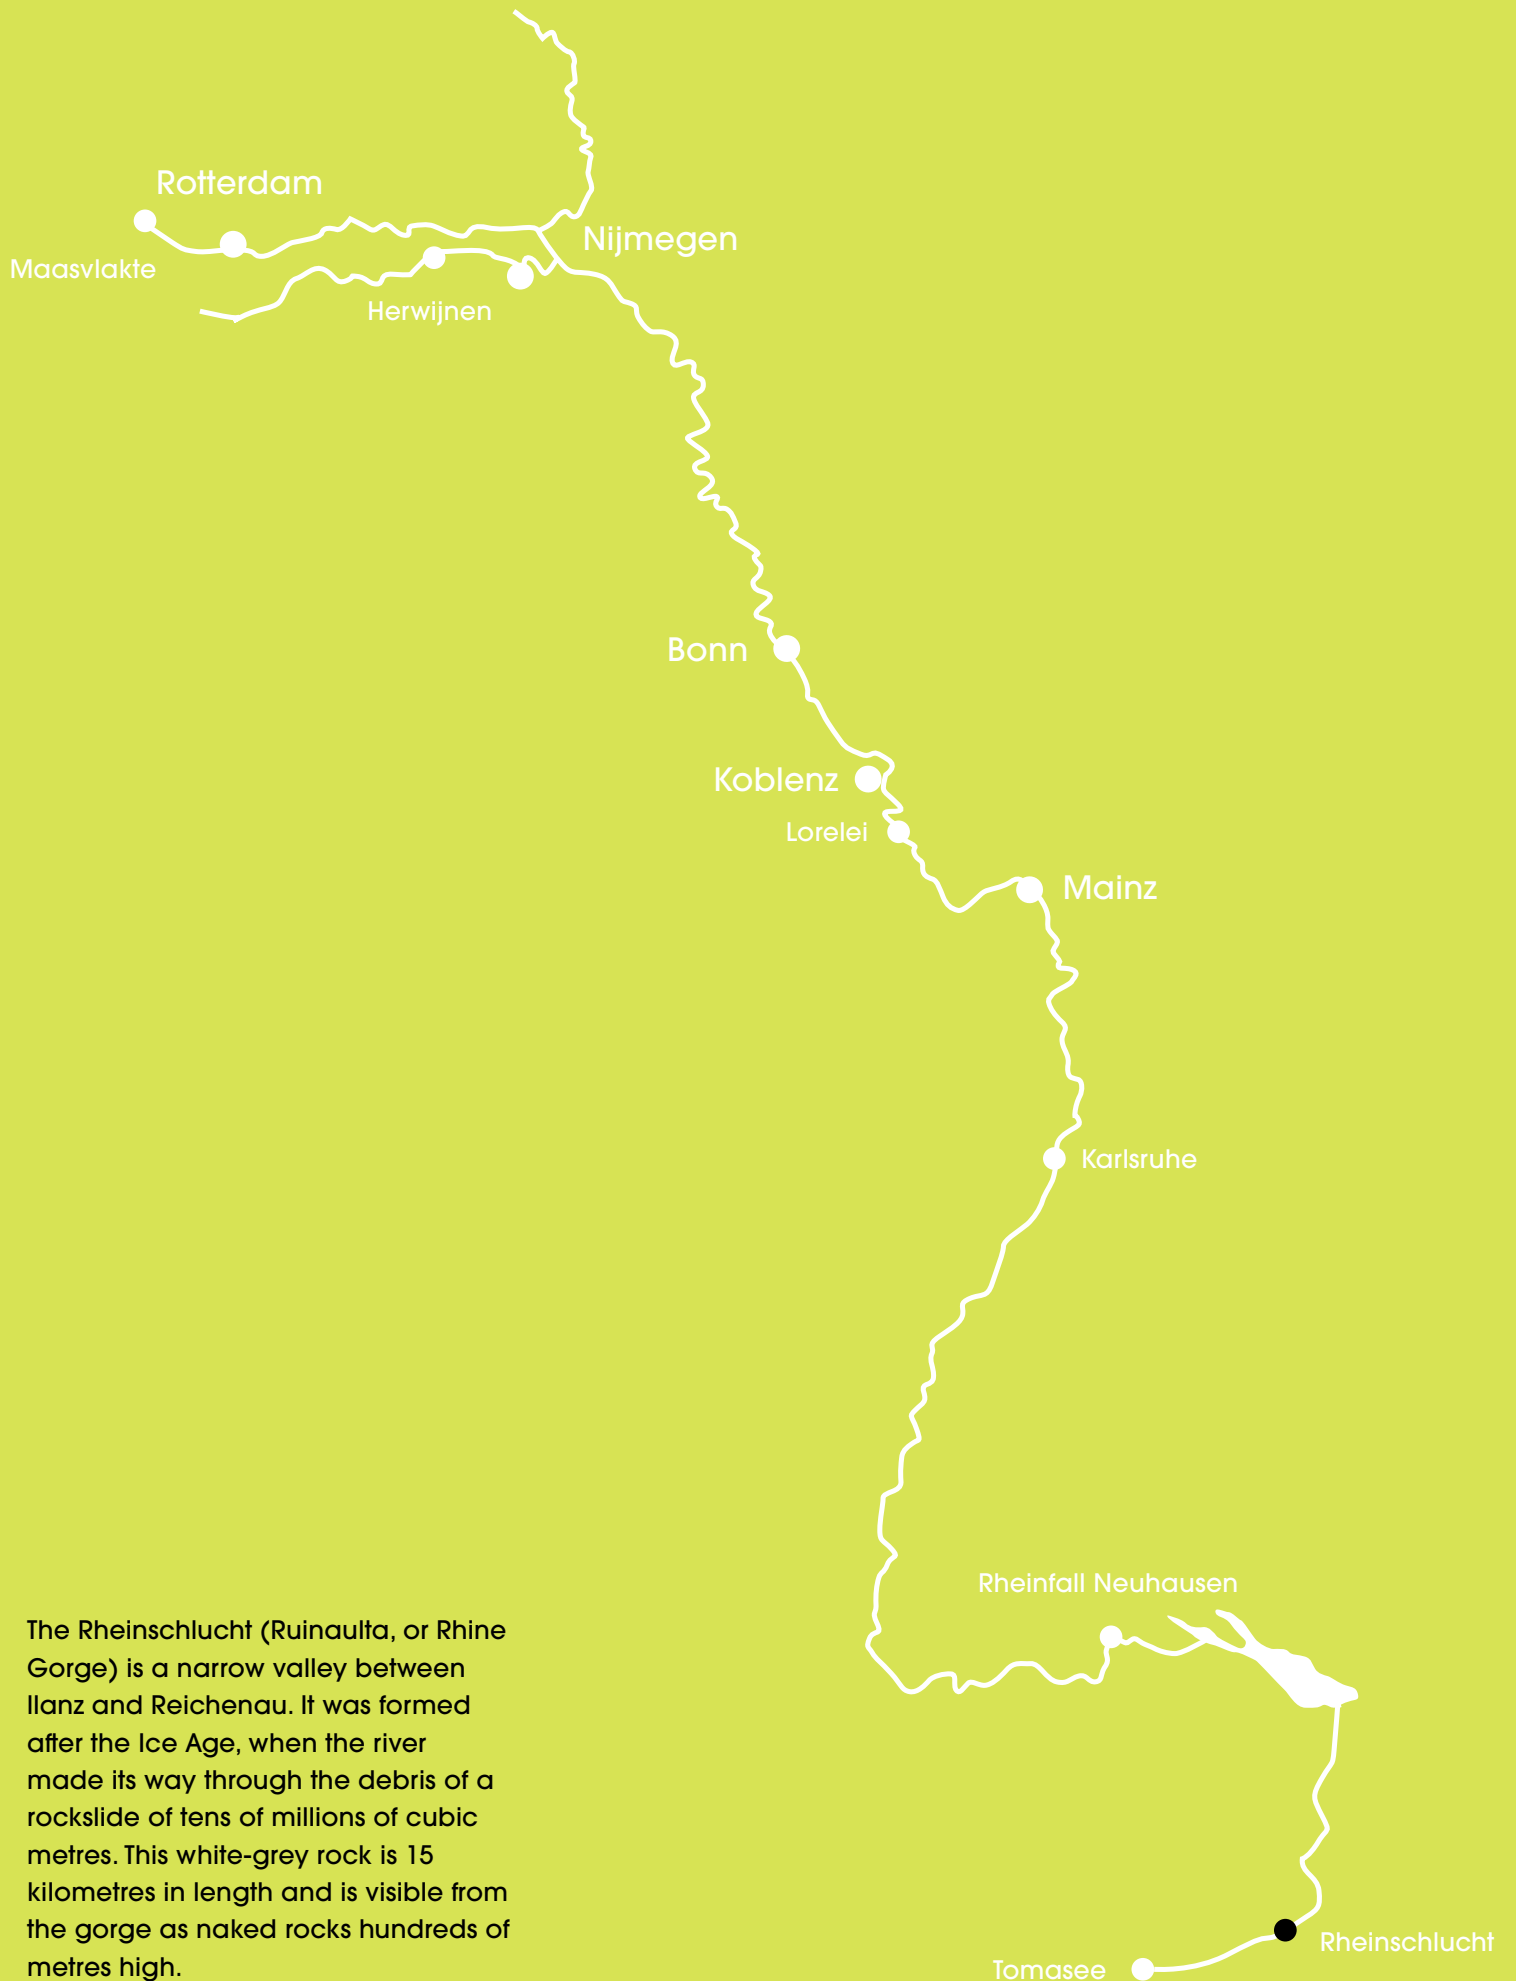 Rotterdam
Nijmegen
Maasvlakte
Herwijnen
Bonn
Koblenz
Lorelei
Mainz
Karlsruhe
Rheinfall Neuhausen
The Rheinschlucht (Ruinaulta, or Rhine
Gorge) is a narrow valley between
Ilanz and Reichenau. It was formed
after the Ice Age, when the river
made its way through the debris of a
rockslide of tens of millions of cubic
metres. This white-grey rock is 15
kilometres in length and is visible from
the gorge as naked rocks hundreds of
metres high.
Rheinschlucht
Tomasee